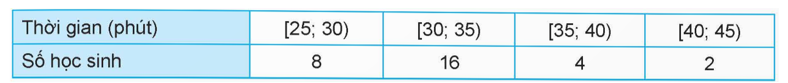 Thời gian (phút) [25; 30) [30; 35) [35; 40) [40; 45)
Số học sinh 8 16 4 2